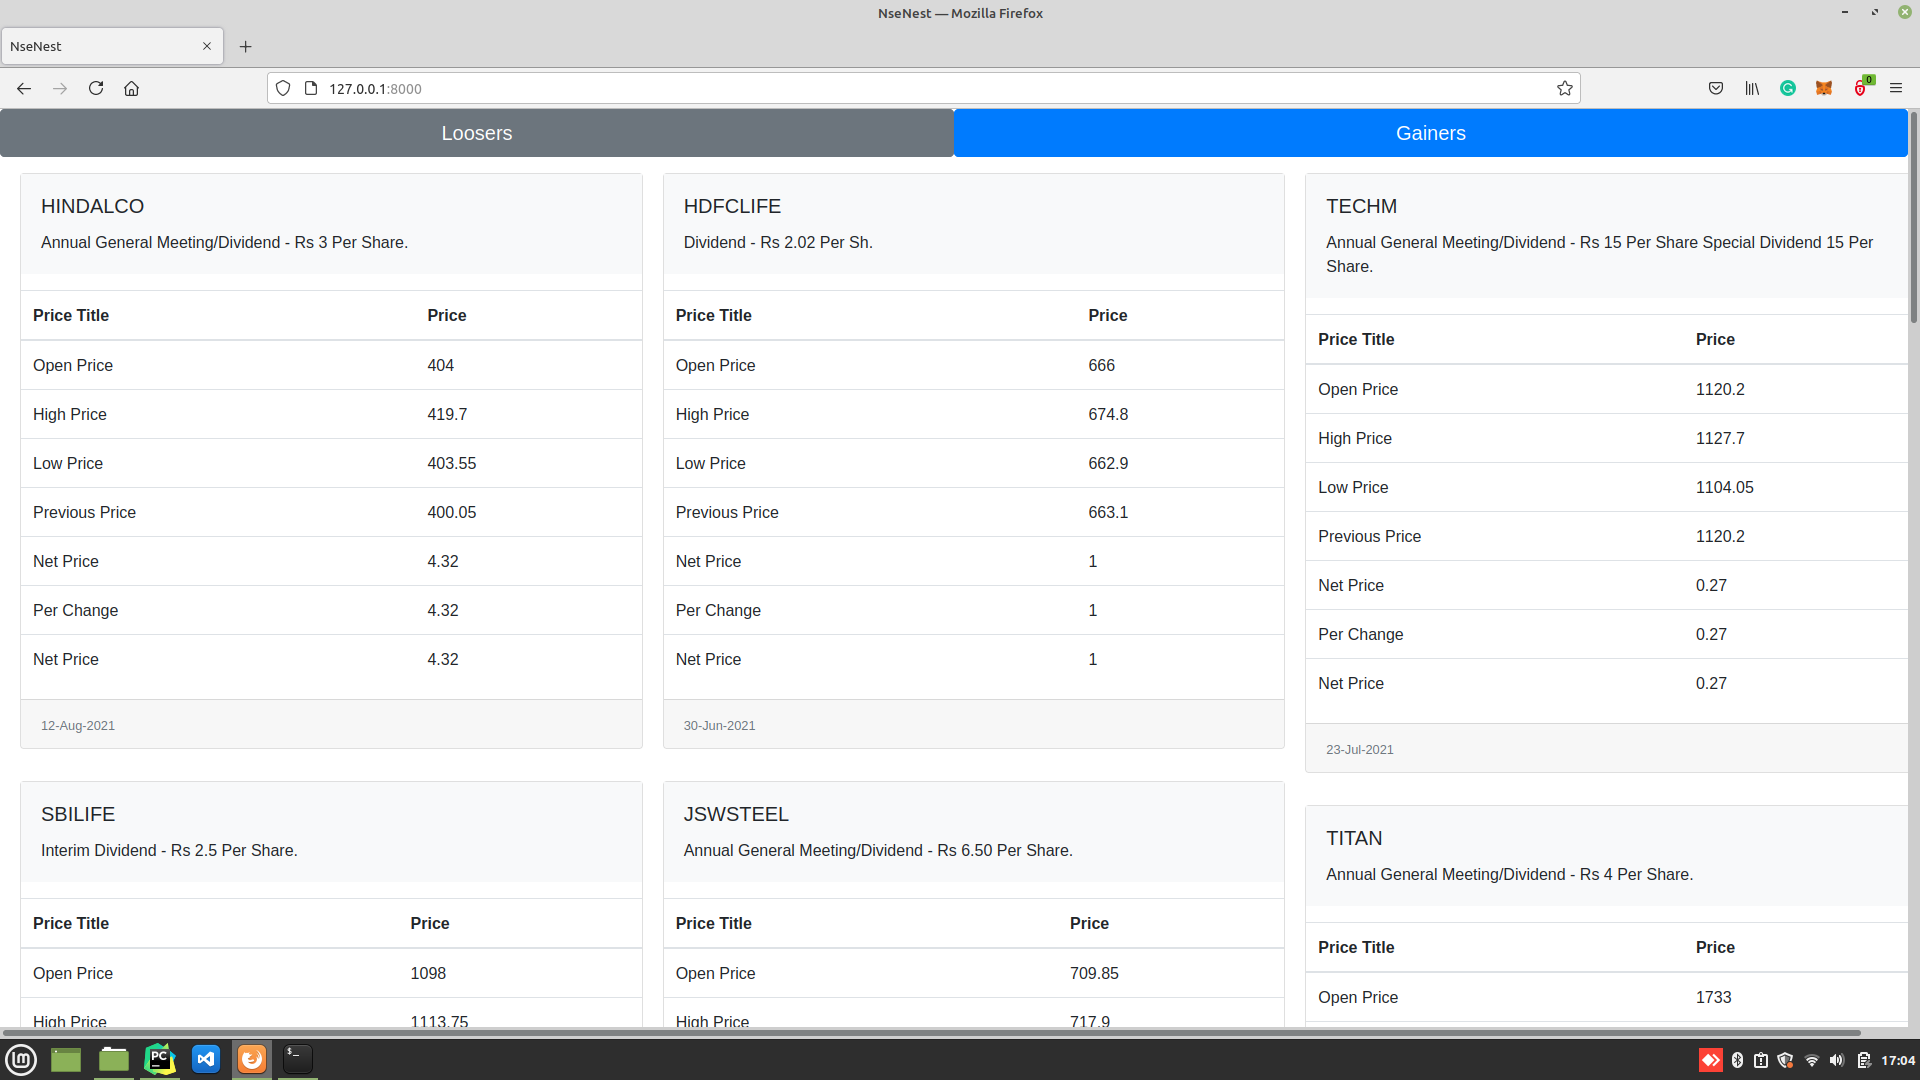 NseNest — Mozilla Firefox
NseNest
127.0.0.1:8000
0
Loosers
Gainers
HINDALCO
Annual General Meeting/Dividend - Rs 3 Per Share.
Price Title Price
Open Price 404
High Price 419.7
Low Price 403.55
Previous Price 400.05
Net Price 4.32
Per Change 4.32
Net Price 4.32
12-Aug-2021
HDFCLIFE
Dividend - Rs 2.02 Per Sh.
Price Title Price
Open Price 666
High Price 674.8
Low Price 662.9
Previous Price 663.1
Net Price 1
Per Change 1
Net Price 1
30-Jun-2021
TECHM
Annual General Meeting/Dividend - Rs 15 Per Share Special Dividend 15 Per
Share.
Price Title Price
Open Price 1120.2
High Price 1127.7
Low Price 1104.05
Previous Price 1120.2
Net Price 0.27
Per Change 0.27
Net Price 0.27
23-Jul-2021
SBILIFE
Interim Dividend - Rs 2.5 Per Share.
Price Title Price
Open Price 1098
High Price 1113.75
JSWSTEEL
Annual General Meeting/Dividend - Rs 6.50 Per Share.
Price Title Price
Open Price 709.85
High Price 717.9
TITAN
Annual General Meeting/Dividend - Rs 4 Per Share.
Price Title Price
Open Price 1733
PC
$_
17:04